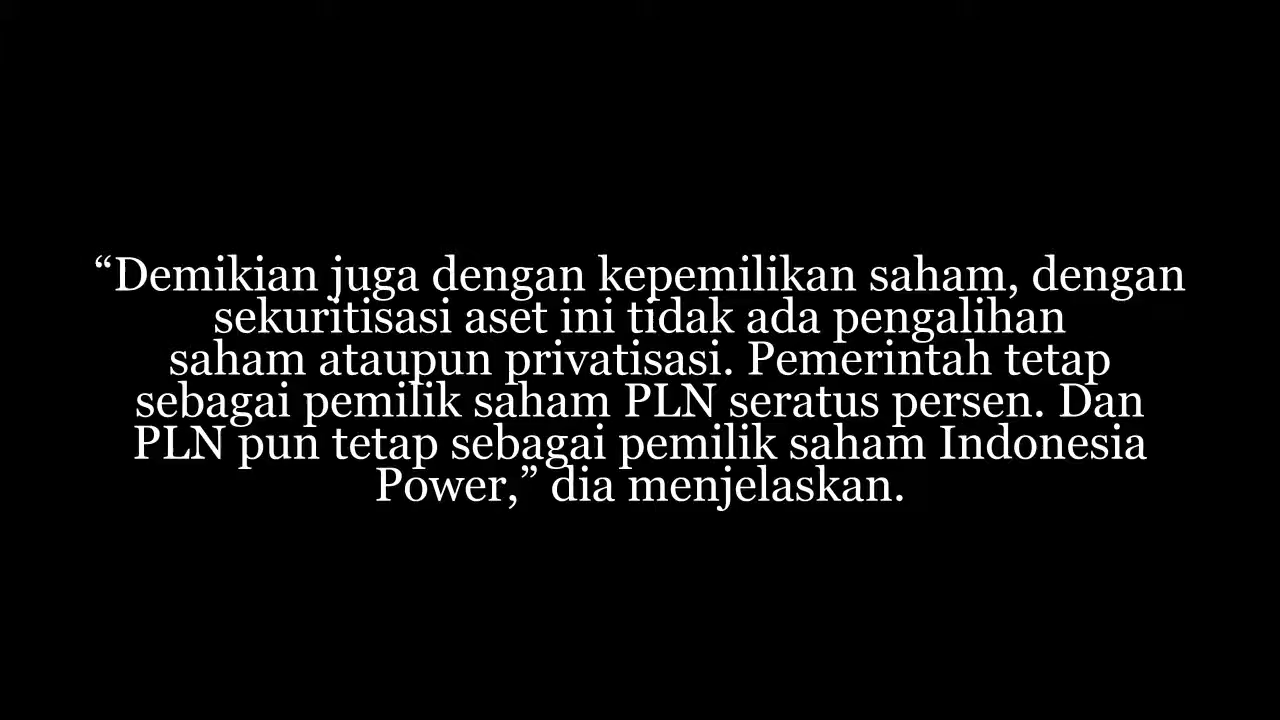 “Demikian juga dengan kepemilikan saham, dengan
sekuritisasi aset ini tidak ada pengalihan
saham ataupun privatisasi. Pemerintah tetap
sebagai pemilik saham PLN seratus persen. Dan
PLN pun tetap sebagai pemilik saham Indonesia
Power,” dia menjelaskan.